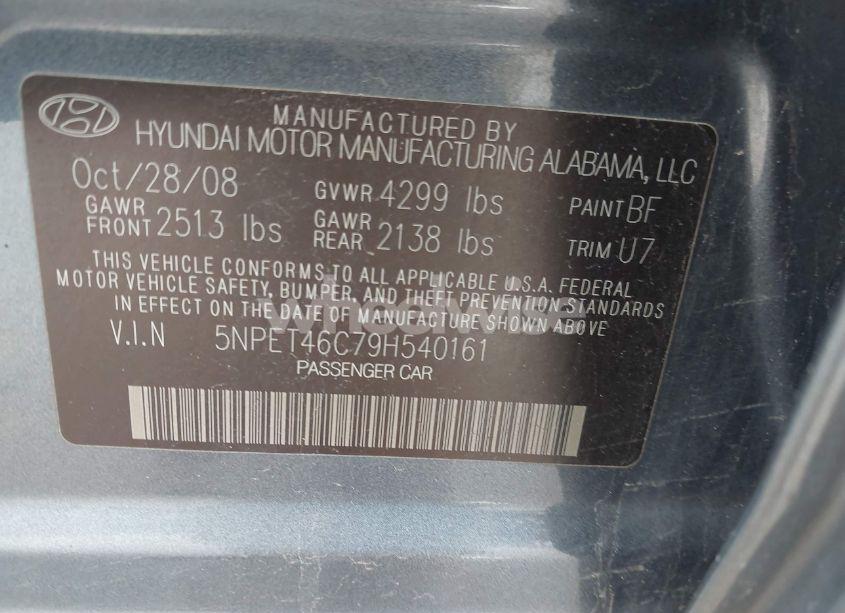 MANUFACTURED BY
HYUNDAI MOTOR MANUFACTURING ALABAMA, LLC
Oct/28/08 GVWR 4299 lbs PAINT BF
GAWR FRONT 2513 lbs GAWR REAR 2138 lbs TRIM U7
THIS VEHICLE CONFORMS TO ALL APPLICABLE U.S.A. FEDERAL
MOTOR VEHICLE SAFETY, BUMPER, AND THEFT PREVENTION STANDARDS
IN EFFECT ON THE DATE OF MANUFACTURE SHOWN ABOVE
V.I.N 5NPET46C79H540161
PASSENGER CAR